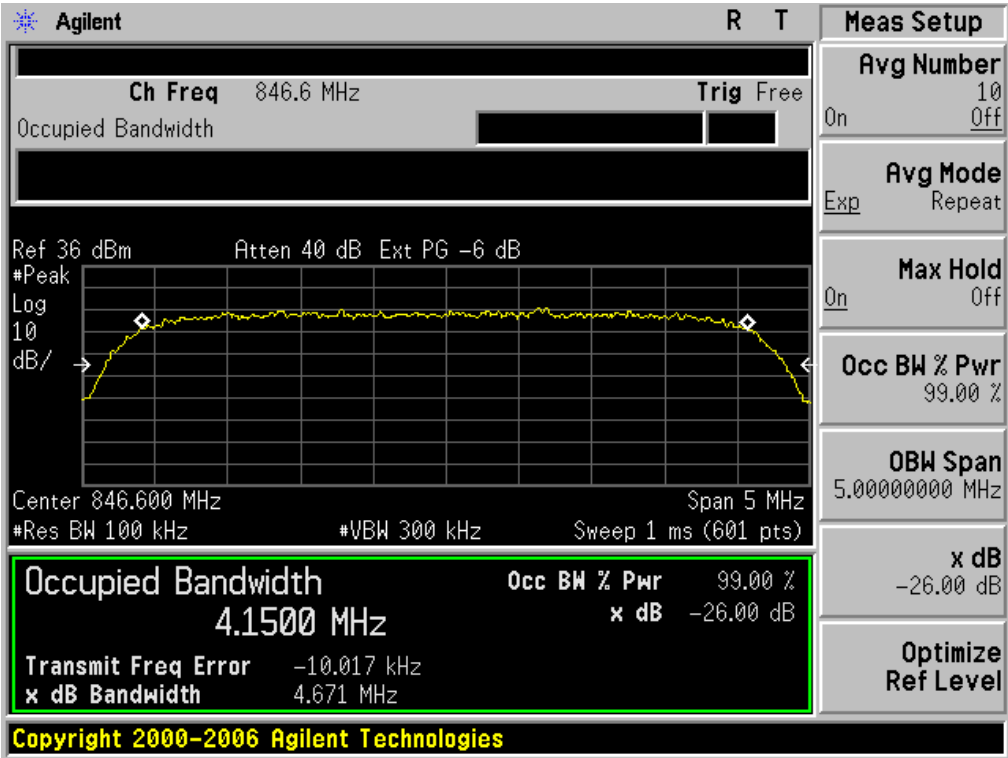 Agilent R T
Ch Freq 846.6 MHz Trig Free
Occupied Bandwidth
Ref 36 dBm Atten 40 dB Ext PG -6 dB
#Peak
Log
10
dB/
Center 846.600 MHz Span 5 MHz
#Res BW 100 kHz #VBW 300 kHz Sweep 1 ms (601 pts)
Occupied Bandwidth
4.1500 MHz
Occ BW % Pwr 99.00 %
x dB -26.00 dB
Transmit Freq Error -10.017 kHz
x dB Bandwidth 4.671 MHz
Copyright 2000-2006 Agilent Technologies
Meas Setup
Avg Number
10
On Off
Avg Mode
Exp Repeat
Max Hold
On Off
Occ BW % Pwr
99.00 %
OBW Span
5.00000000 MHz
x dB
-26.00 dB
Optimize
Ref Level